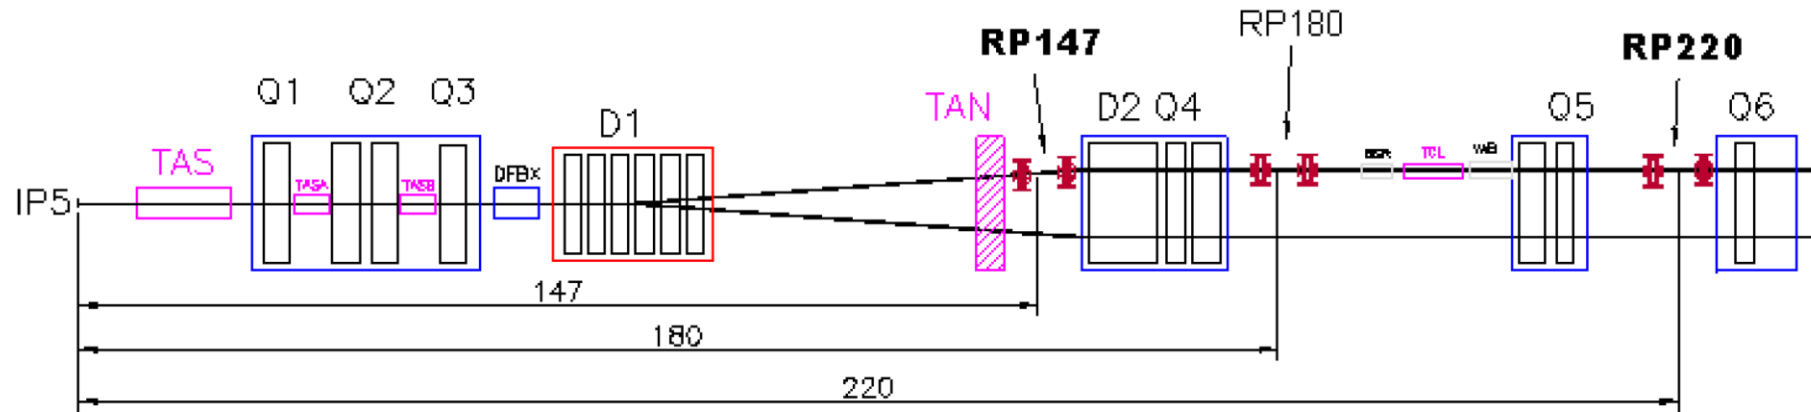 RP147
RP180
RP220
Q1 Q2 Q3
D1
TAN
D2 Q4
Q5
Q6
TAS
TASA
TASB
DFBX
TCL
IP5
147
180
220